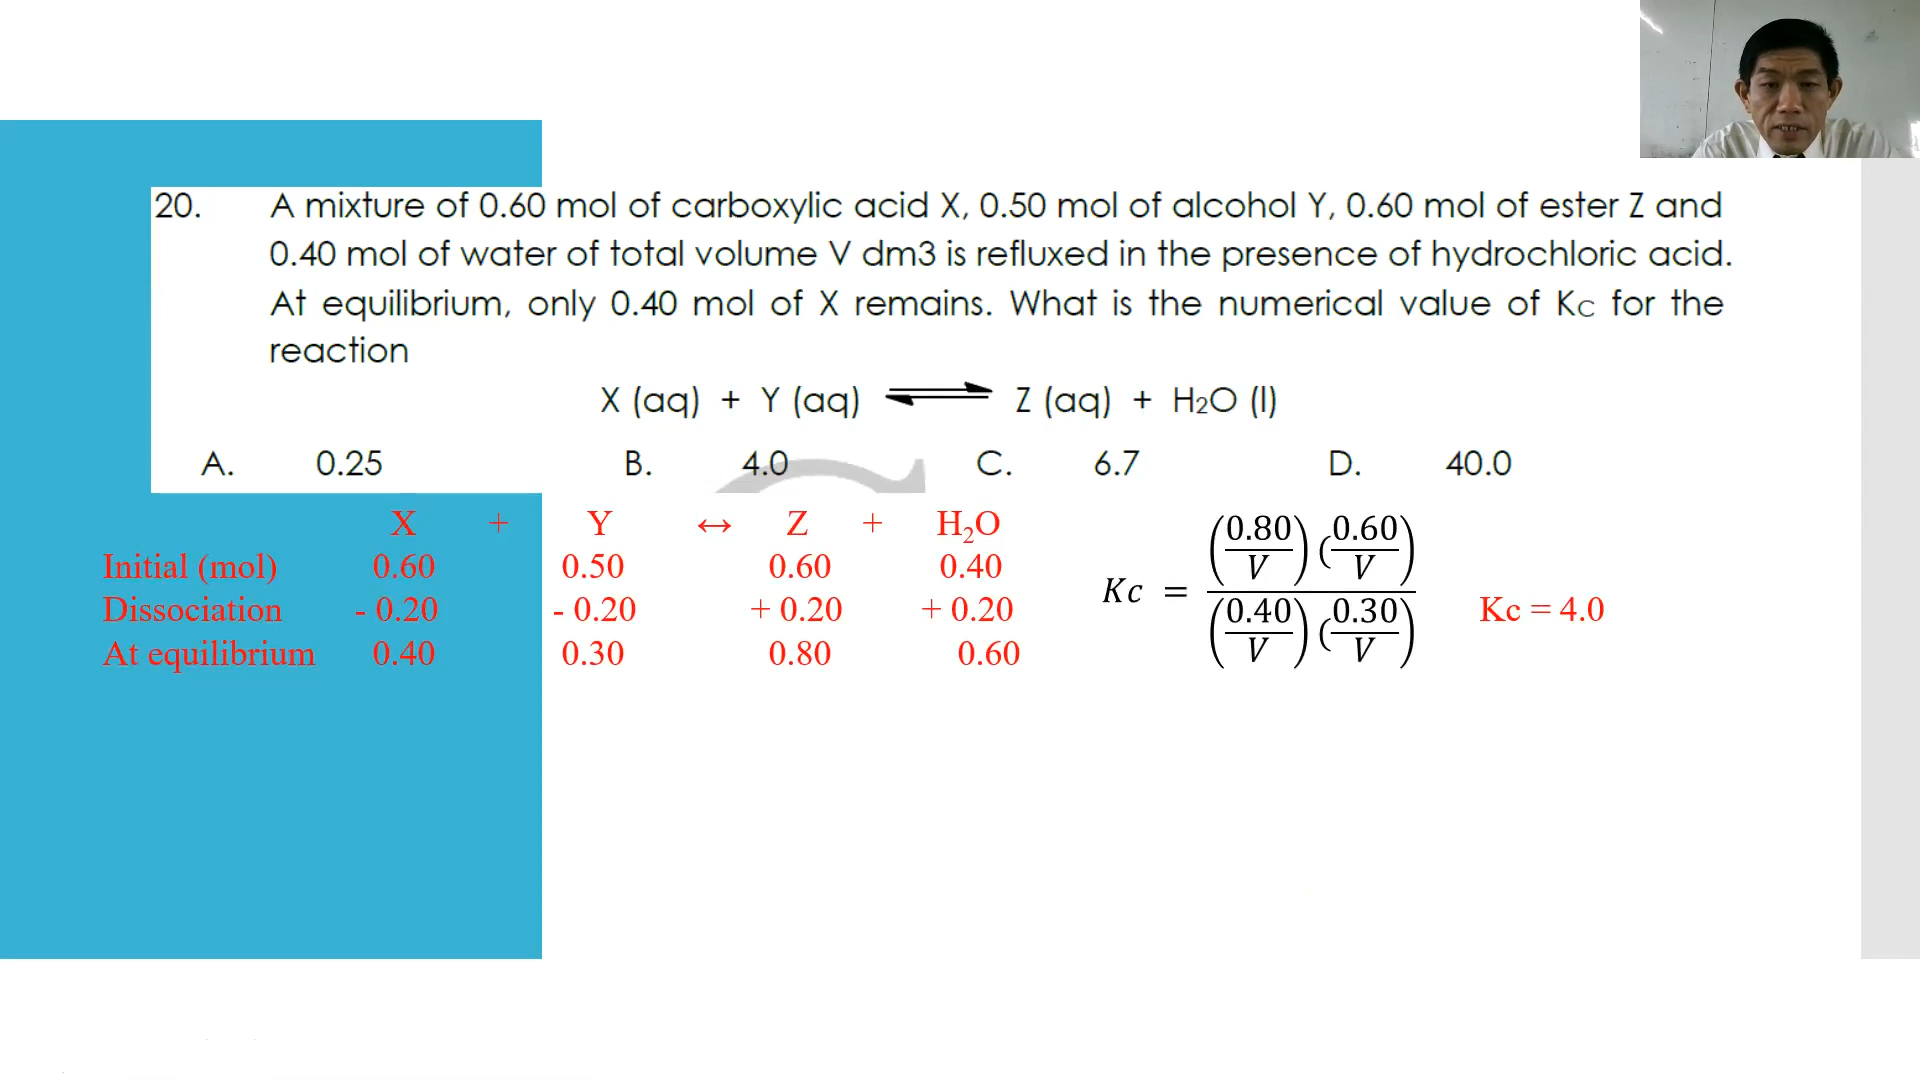 20. A mixture of 0.60 mol of carboxylic acid X, 0.50 mol of alcohol Y, 0.60 mol of ester Z and
0.40 mol of water of total volume V dm3 is refluxed in the presence of hydrochloric acid.
At equilibrium, only 0.40 mol of X remains. What is the numerical value of KC for the
reaction
X (aq) + Y (aq) ⇌ Z (aq) + H2O (l)
A. 0.25 B. 4.0 C. 6.7 D. 40.0
X + Y ↔ Z + H₂O
Initial (mol) 0.60 0.50 0.60 0.40
Dissociation - 0.20 - 0.20 + 0.20 + 0.20
At equilibrium 0.40 0.30 0.80 0.60
Kc = (0.80/V) (0.60/V) / (0.40/V) (0.30/V)
Kc = 4.0